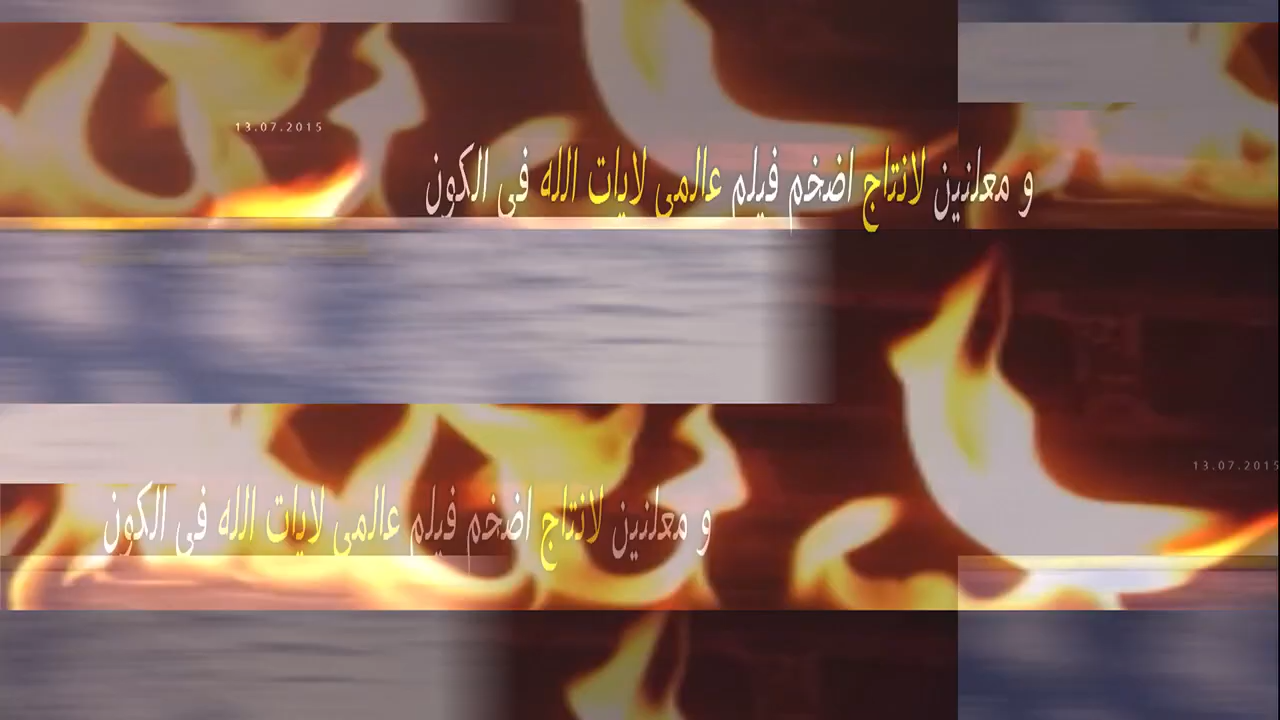 13.07.2015
و معلنين لانتاج اضخم فيلم عالمى لايات الله فى الكون
13.07.2015
و معلنين لانتاج اضخم فيلم عالمى لايات الله فى الكون